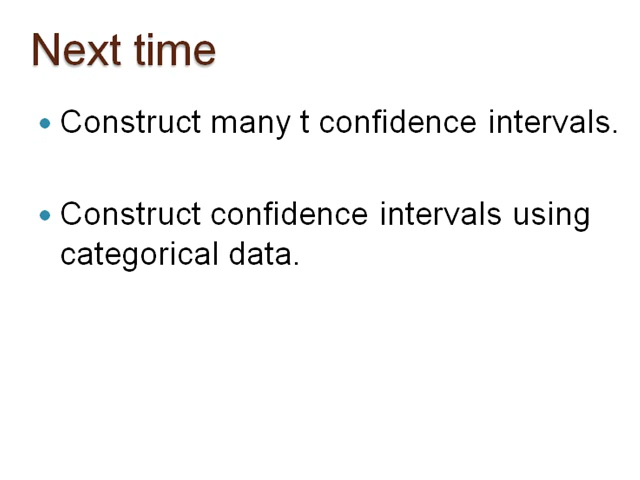 Next time
• Construct many t confidence intervals.
• Construct confidence intervals using
categorical data.